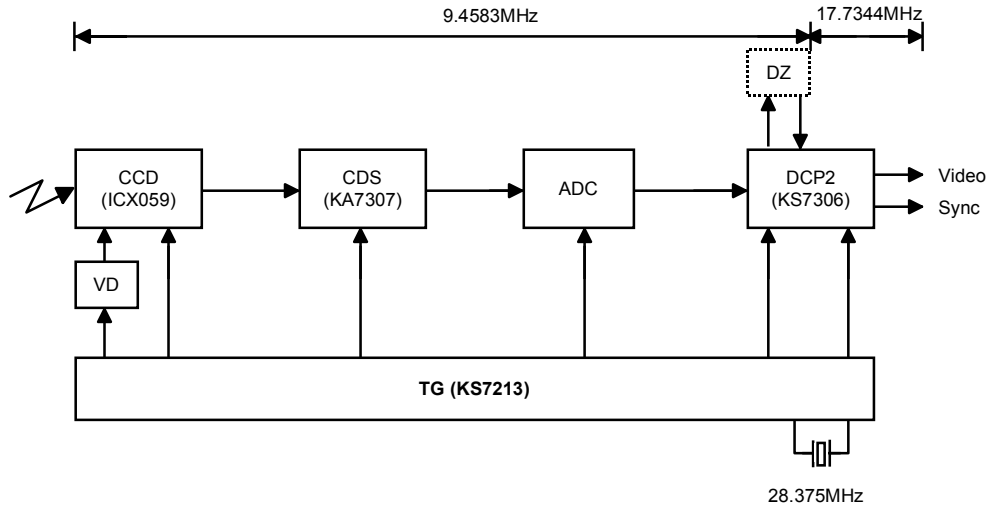 9.4583MHz
17.7344MHz
DZ
CCD
(ICX059)
CDS
(KA7307)
ADC
DCP2
(KS7306)
Video
Sync
VD
TG (KS7213)
28.375MHz